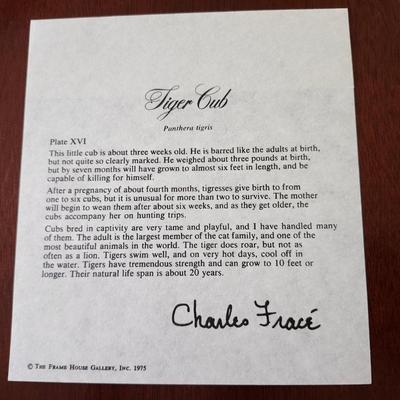 Tiger Cub
Panthera tigris
Plate XVI
This little cub is about three weeks old. He is barred like the adults at birth,
but not quite so clearly marked. He weighed about three pounds at birth,
but by seven months will have grown to almost six feet in length, and be
capable of killing for himself.
After a pregnancy of about fourth months, tigresses give birth to from
one to six cubs, but it is unusual for more than two to survive. The mother
will begin to wean them after about six weeks, and as they get older, the
cubs accompany her on hunting trips.
Cubs bred in captivity are very tame and playful, and I have handled many
of them. The adult is the largest member of the cat family, and one of the
most beautiful animals in the world. The tiger does roar, but not as
often as a lion. Tigers swim well, and on very hot days, cool off in
the water. Tigers have tremendous strength and can grow to 10 feet or
longer. Their natural life span is about 20 years.
Charles Fracé
© The Frame House Gallery, Inc. 1975